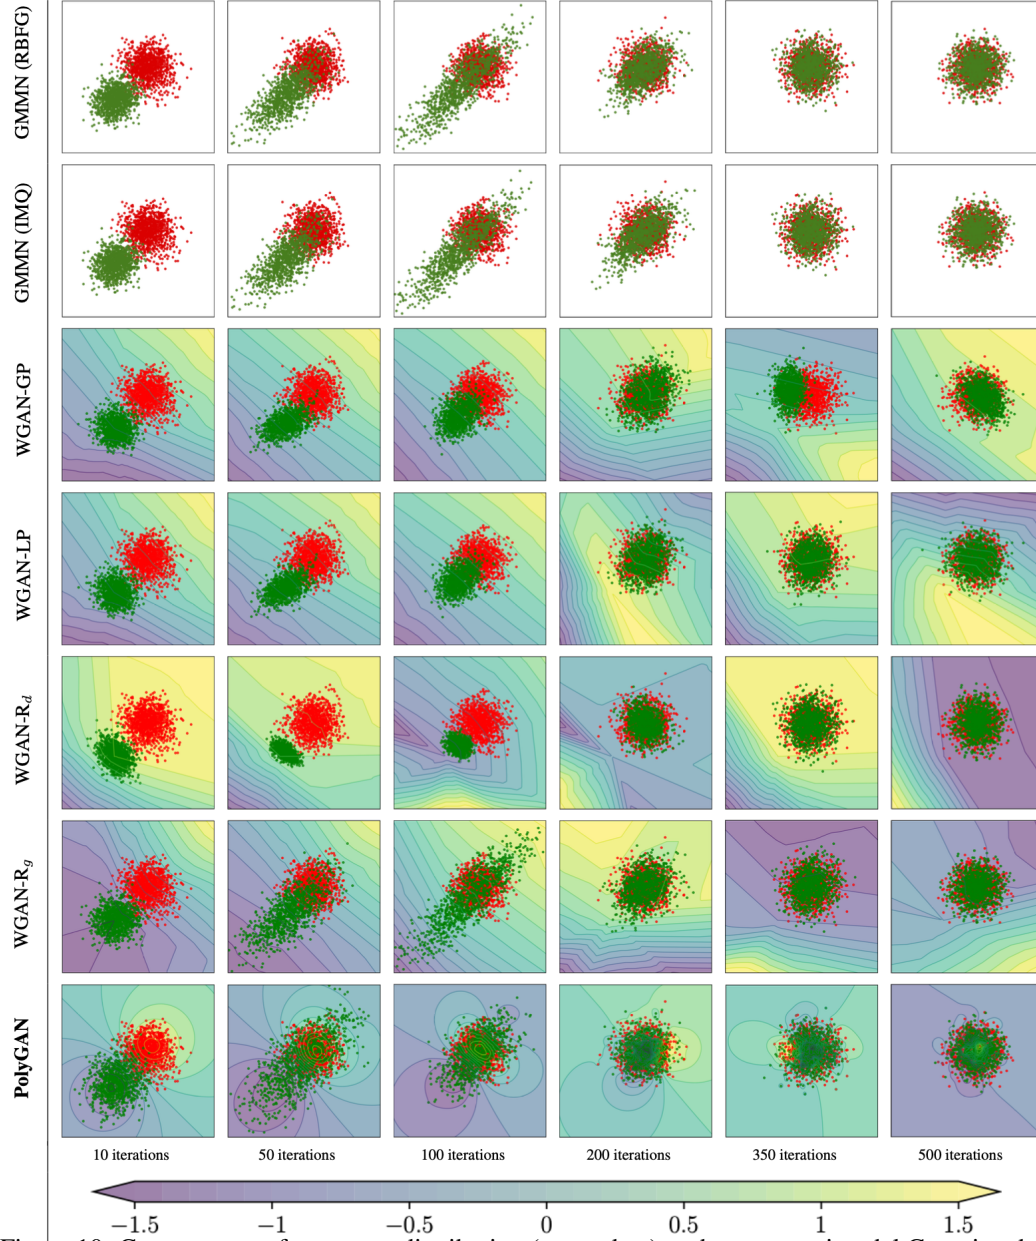 GMMN (RBFG)
GMMN (IMQ)
WGAN-GP
WGAN-LP
WGAN-R_d
WGAN-R_g
PolyGAN
10 iterations 50 iterations 100 iterations 200 iterations 350 iterations 500 iterations
−1.5 −1 −0.5 0 0.5 1 1.5